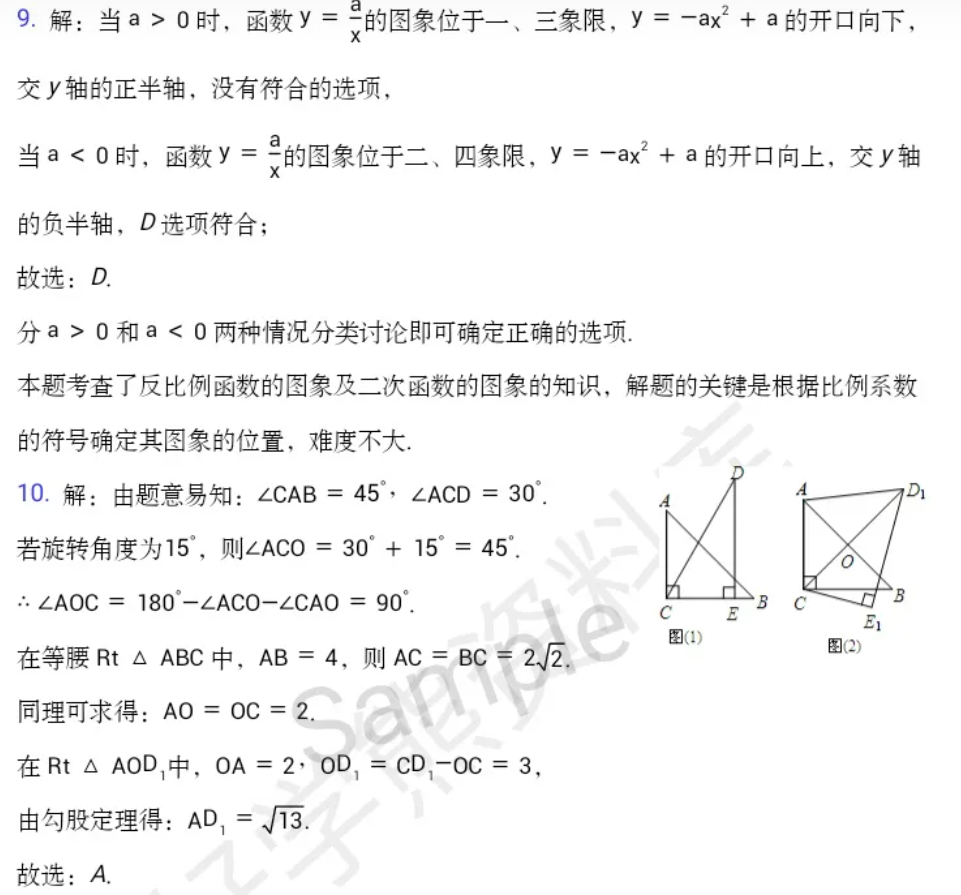 9. 解：当 a > 0 时，函数 y = a/x 的图象位于一、三象限，y = −ax² + a 的开口向下，
交 y 轴的正半轴，没有符合的选项，
当 a < 0 时，函数 y = a/x 的图象位于二、四象限，y = −ax² + a 的开口向上，交 y 轴
的负半轴，D 选项符合；
故选：D.
分 a > 0 和 a < 0 两种情况分类讨论即可确定正确的选项.
本题考查了反比例函数的图象及二次函数的图象的知识，解题的关键是根据比例系数
的符号确定其图象的位置，难度不大.
10. 解：由题意易知：∠CAB = 45°，∠ACD = 30°.
若旋转角度为15°，则∠ACO = 30° + 15° = 45°.
∴ ∠AOC = 180°−∠ACO−∠CAO = 90°.
在等腰 Rt △ ABC 中，AB = 4，则 AC = BC = 2√2.
同理可求得：AO = OC = 2.
在 Rt △ AOD₁中，OA = 2，OD₁ = CD₁−OC = 3，
由勾股定理得：AD₁ = √13.
故选：A.
A
D
C
E
B
图(1)
A
D₁
O
C
B
E₁
图(2)
Sample